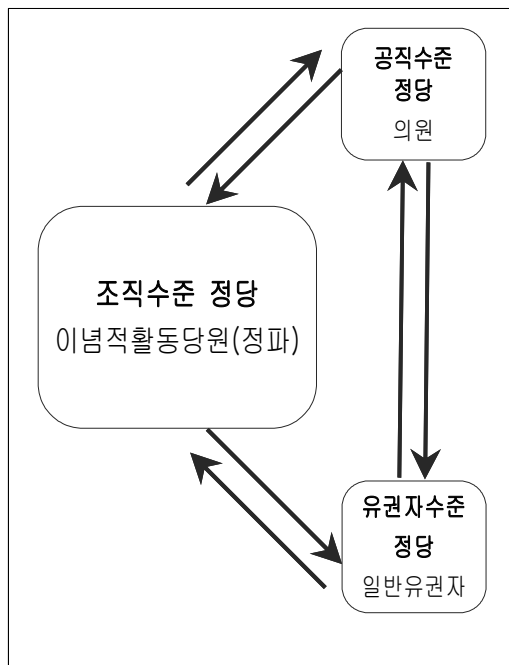 공직수준
정당
의원
조직수준 정당
이념적활동당원(정파)
유권자수준
정당
일반유권자